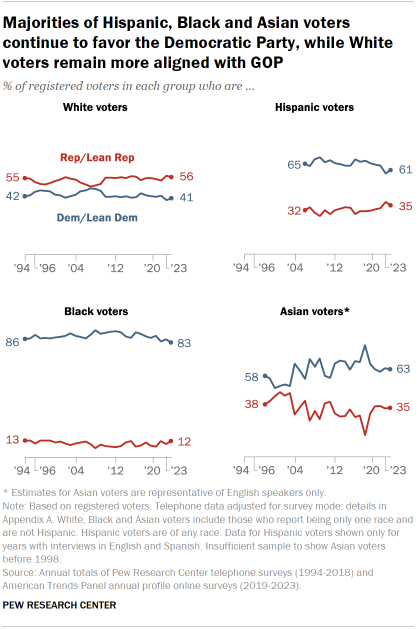 Majorities of Hispanic, Black and Asian voters
continue to favor the Democratic Party, while White
voters remain more aligned with GOP
% of registered voters in each group who are ...
White voters
Rep/Lean Rep
55
56
42
41
Dem/Lean Dem
'94 '96 '04 '12 '20 '23
Hispanic voters
65
61
32
35
'94 '96 '04 '12 '20 '23
Black voters
86
83
13
12
'94 '96 '04 '12 '20 '23
Asian voters*
58
63
38
35
'94 '96 '04 '12 '20 '23
* Estimates for Asian voters are representative of English speakers only.
Note: Based on registered voters. Telephone data adjusted for survey mode; details in
Appendix A. White, Black and Asian voters include those who report being only one race and
are not Hispanic. Hispanic voters are of any race. Data for Hispanic voters shown only for
years with interviews in English and Spanish. Insufficient sample to show Asian voters
before 1998.
Source: Annual totals of Pew Research Center telephone surveys (1994-2018) and
American Trends Panel annual profile online surveys (2019-2023).
PEW RESEARCH CENTER